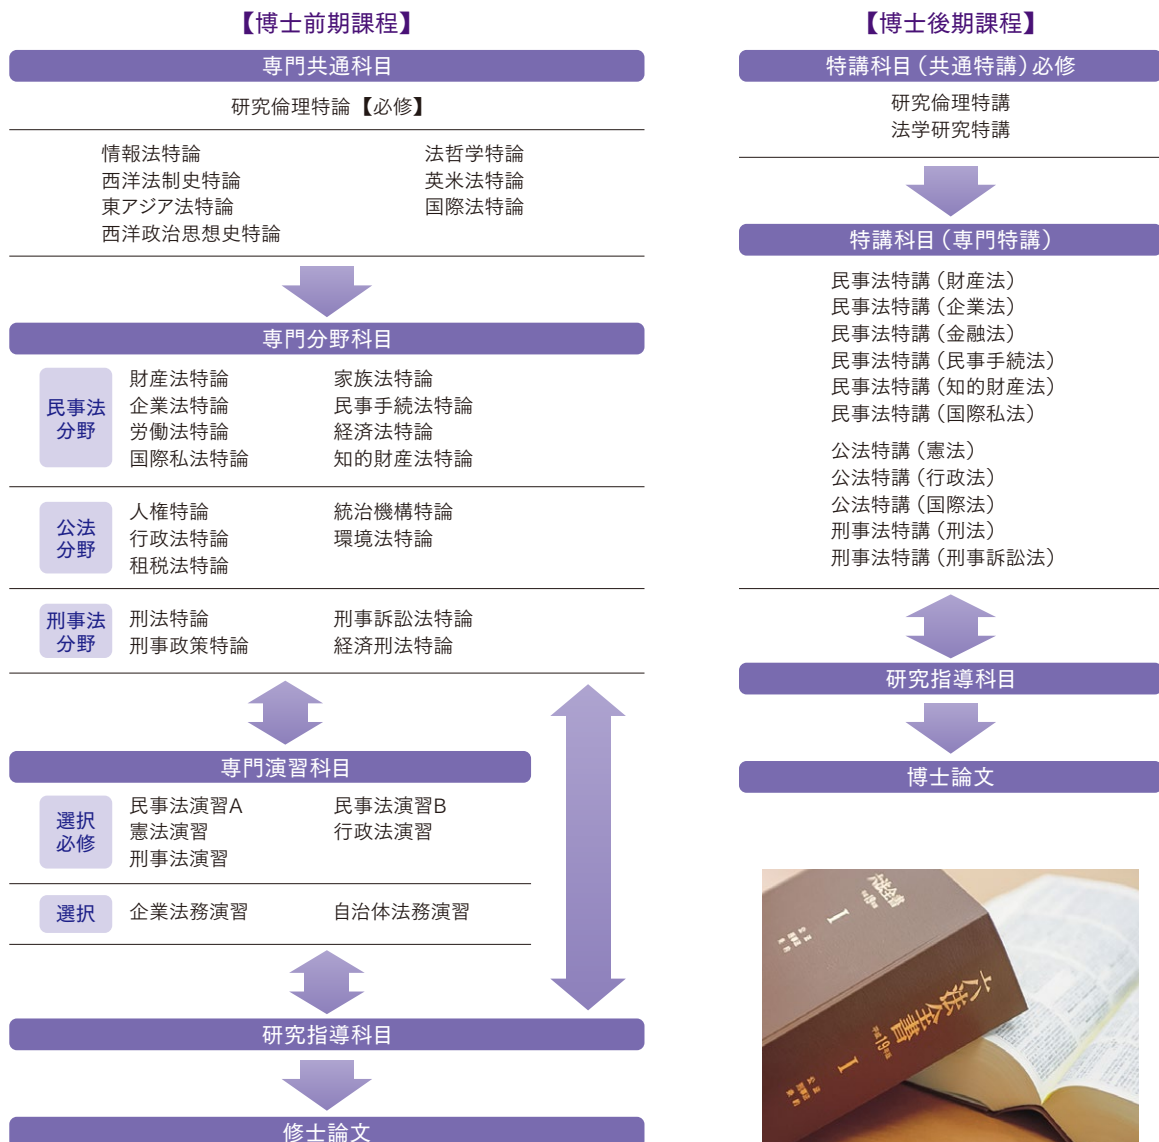 【博士前期課程】
専門共通科目
研究倫理特論【必修】
情報法特論
西洋法制史特論
東アジア法特論
西洋政治思想史特論
法哲学特論
英米法特論
国際法特論
専門分野科目
民事法
分野
財産法特論
企業法特論
労働法特論
国際私法特論
家族法特論
民事手続法特論
経済法特論
知的財産法特論
公法
分野
人権特論
行政法特論
租税法特論
統治機構特論
環境法特論
刑事法
分野
刑法特論
刑事政策特論
刑事訴訟法特論
経済刑法特論
専門演習科目
選択
必修
民事法演習A
憲法演習
刑事法演習
民事法演習B
行政法演習
選択
企業法務演習
自治体法務演習
研究指導科目
修士論文
【博士後期課程】
特講科目(共通特講)必修
研究倫理特講
法学研究特講
特講科目(専門特講)
民事法特講(財産法)
民事法特講(企業法)
民事法特講(金融法)
民事法特講(民事手続法)
民事法特講(知的財産法)
民事法特講(国際私法)
公法特講(憲法)
公法特講(行政法)
公法特講(国際法)
刑事法特講(刑法)
刑事法特講(刑事訴訟法)
研究指導科目
博士論文
六法全書
I
六法全書
平成19年版
I